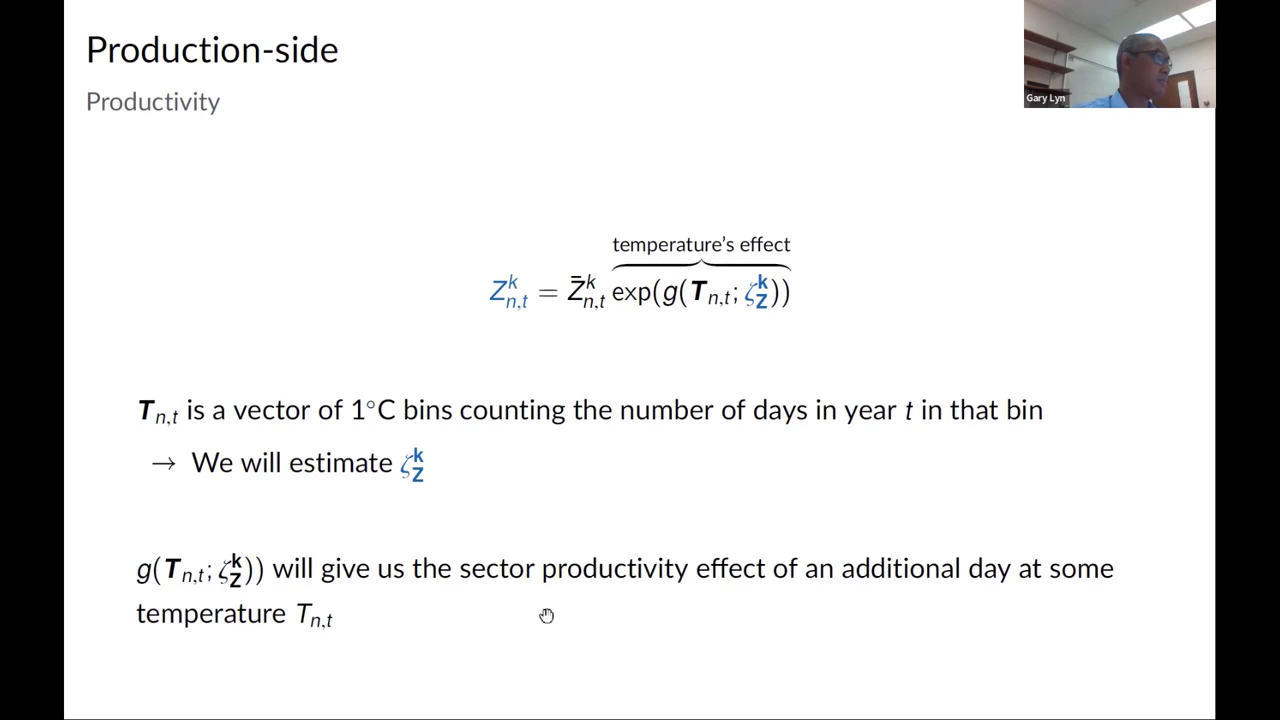 Production-side
Gary Lyn
Productivity
temperature's effect
Z^k_{n,t} = Z̄^k_{n,t} exp(g(T_{n,t}; ζ^k_Z))
T_{n,t} is a vector of 1°C bins counting the number of days in year t in that bin
→ We will estimate ζ^k_Z
g(T_{n,t}; ζ^k_Z)) will give us the sector productivity effect of an additional day at some
temperature T_{n,t}